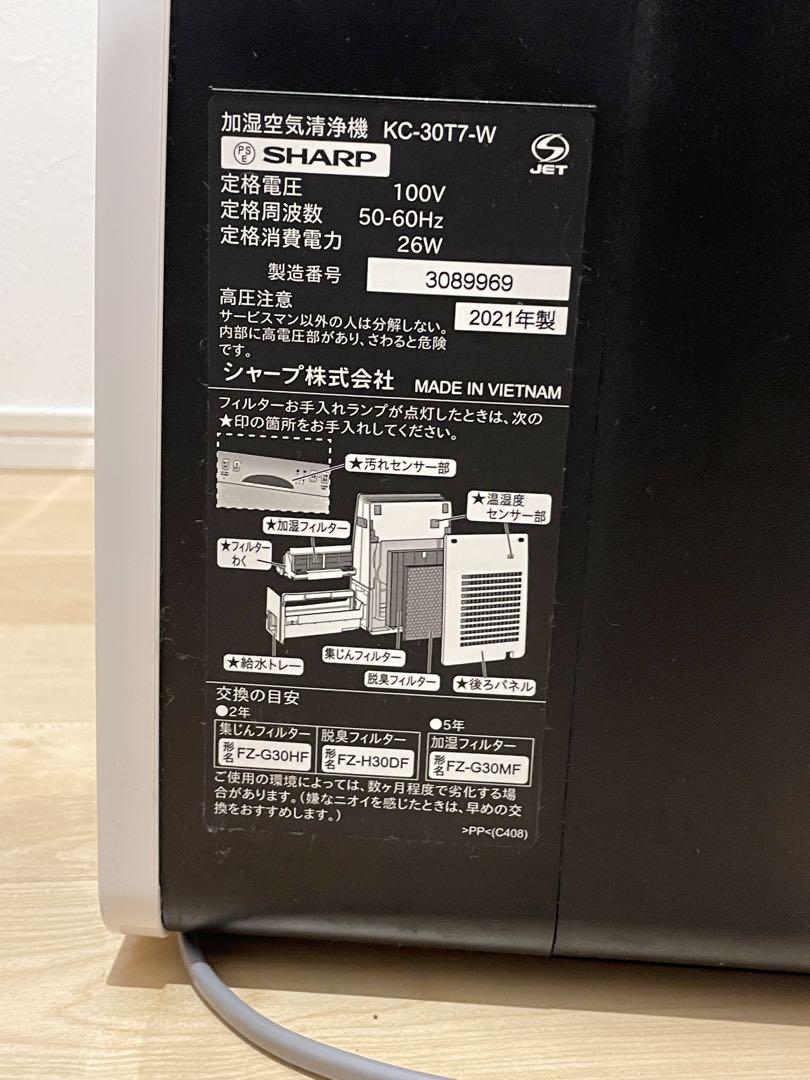 加湿空気清浄機 KC-30T7-W
PS
E
SHARP
JET
定格電圧 100V
定格周波数 50-60Hz
定格消費電力 26W
製造番号 3089969
高圧注意
2021年製
サービスマン以外の人は分解しない。
内部に高電圧部があり、さわると危険
です。
シャープ株式会社 MADE IN VIETNAM
フィルターお手入れランプが点灯したときは、次の
★印の箇所をお手入れしてください。
★汚れセンサー部
★温湿度
センサー部
★加湿フィルター
★フィルター
わく
★給水トレー
集じんフィルター
脱臭フィルター
★後ろパネル
交換の目安
●2年
●5年
集じんフィルター
形名 FZ-G30HF
脱臭フィルター
形名 FZ-H30DF
加湿フィルター
形名 FZ-G30MF
ご使用の環境によっては、数ヶ月程度で劣化する場
合があります。(嫌なニオイを感じたときは、早めの交
換をおすすめします。)
>PP<(C408)